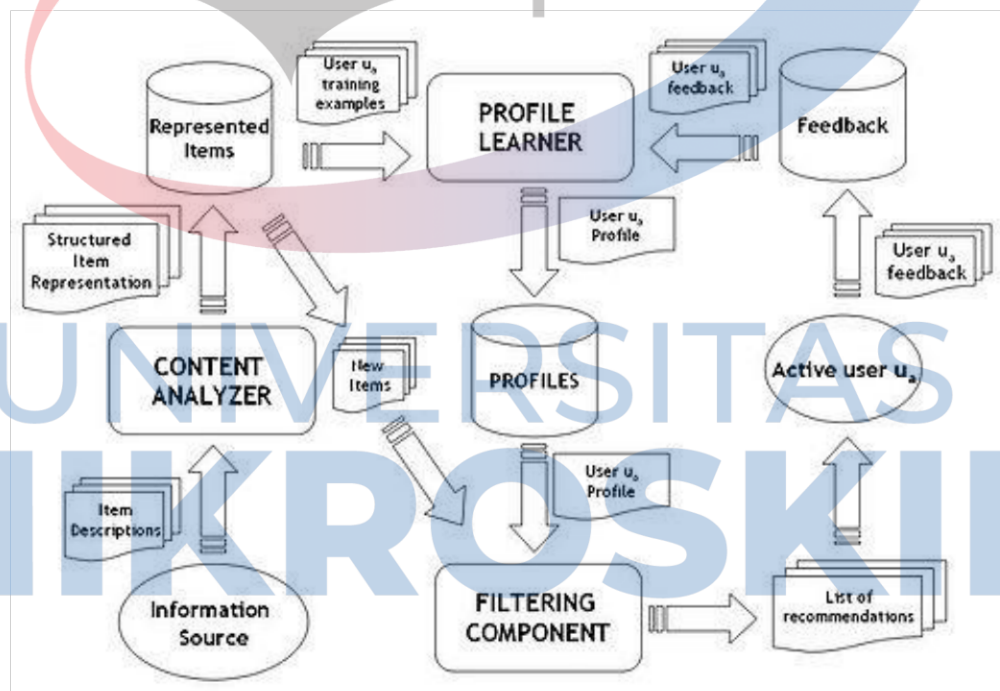 User uₐ
training
examples
User uₐ
feedback
Represented
Items
PROFILE
LEARNER
Feedback
Structured
Item
Representation
User uₐ
Profile
User uₐ
feedback
CONTENT
ANALYZER
New
Items
PROFILES
Active user uₐ
UNIVERSITAS
MIKROSKIL
Item
Descriptions
User uₐ
Profile
Information
Source
FILTERING
COMPONENT
List of
recommendations